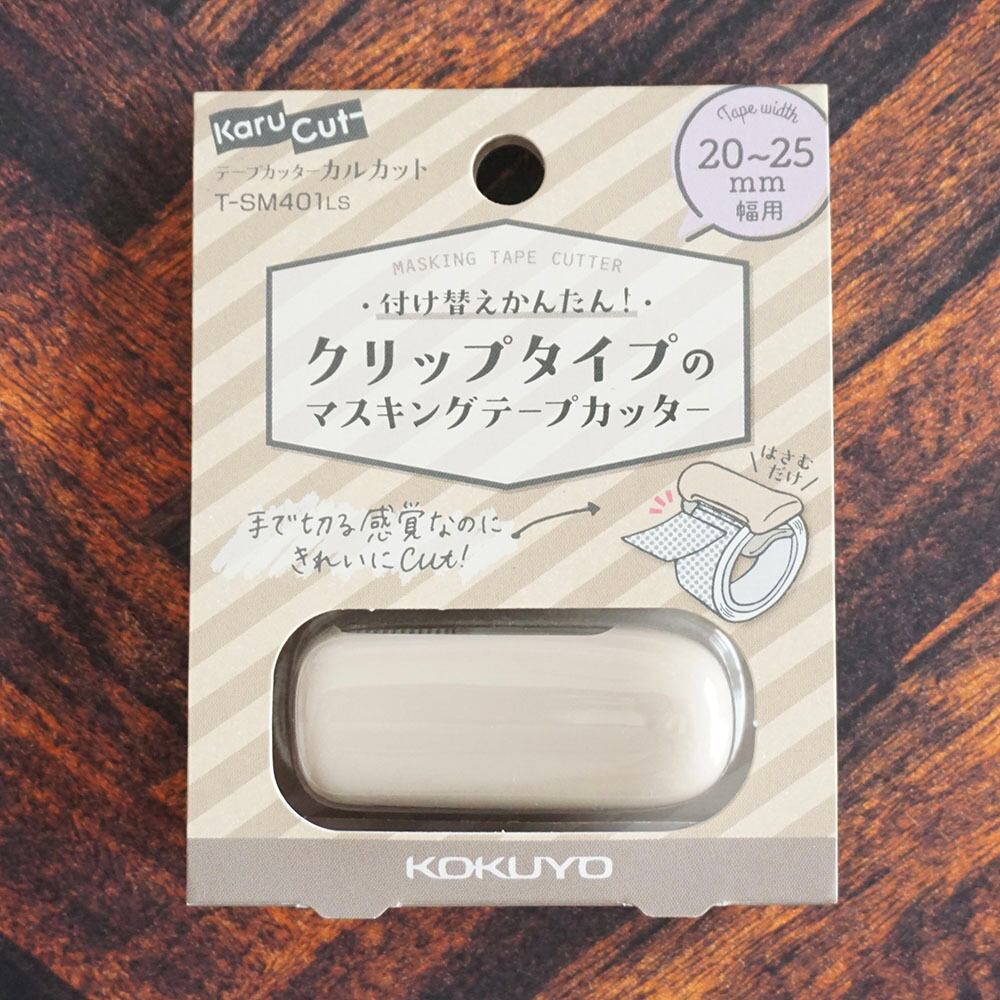 Karu Cut
テープカッターカルカット
T-SM401LS
Tape width
20~25
mm
幅用
MASKING TAPE CUTTER
・付け替えかんたん!・
クリップタイプの
マスキングテープカッター
はさむ
だけ
手で切る感覚なのに
きれいにCut!
KOKUYO